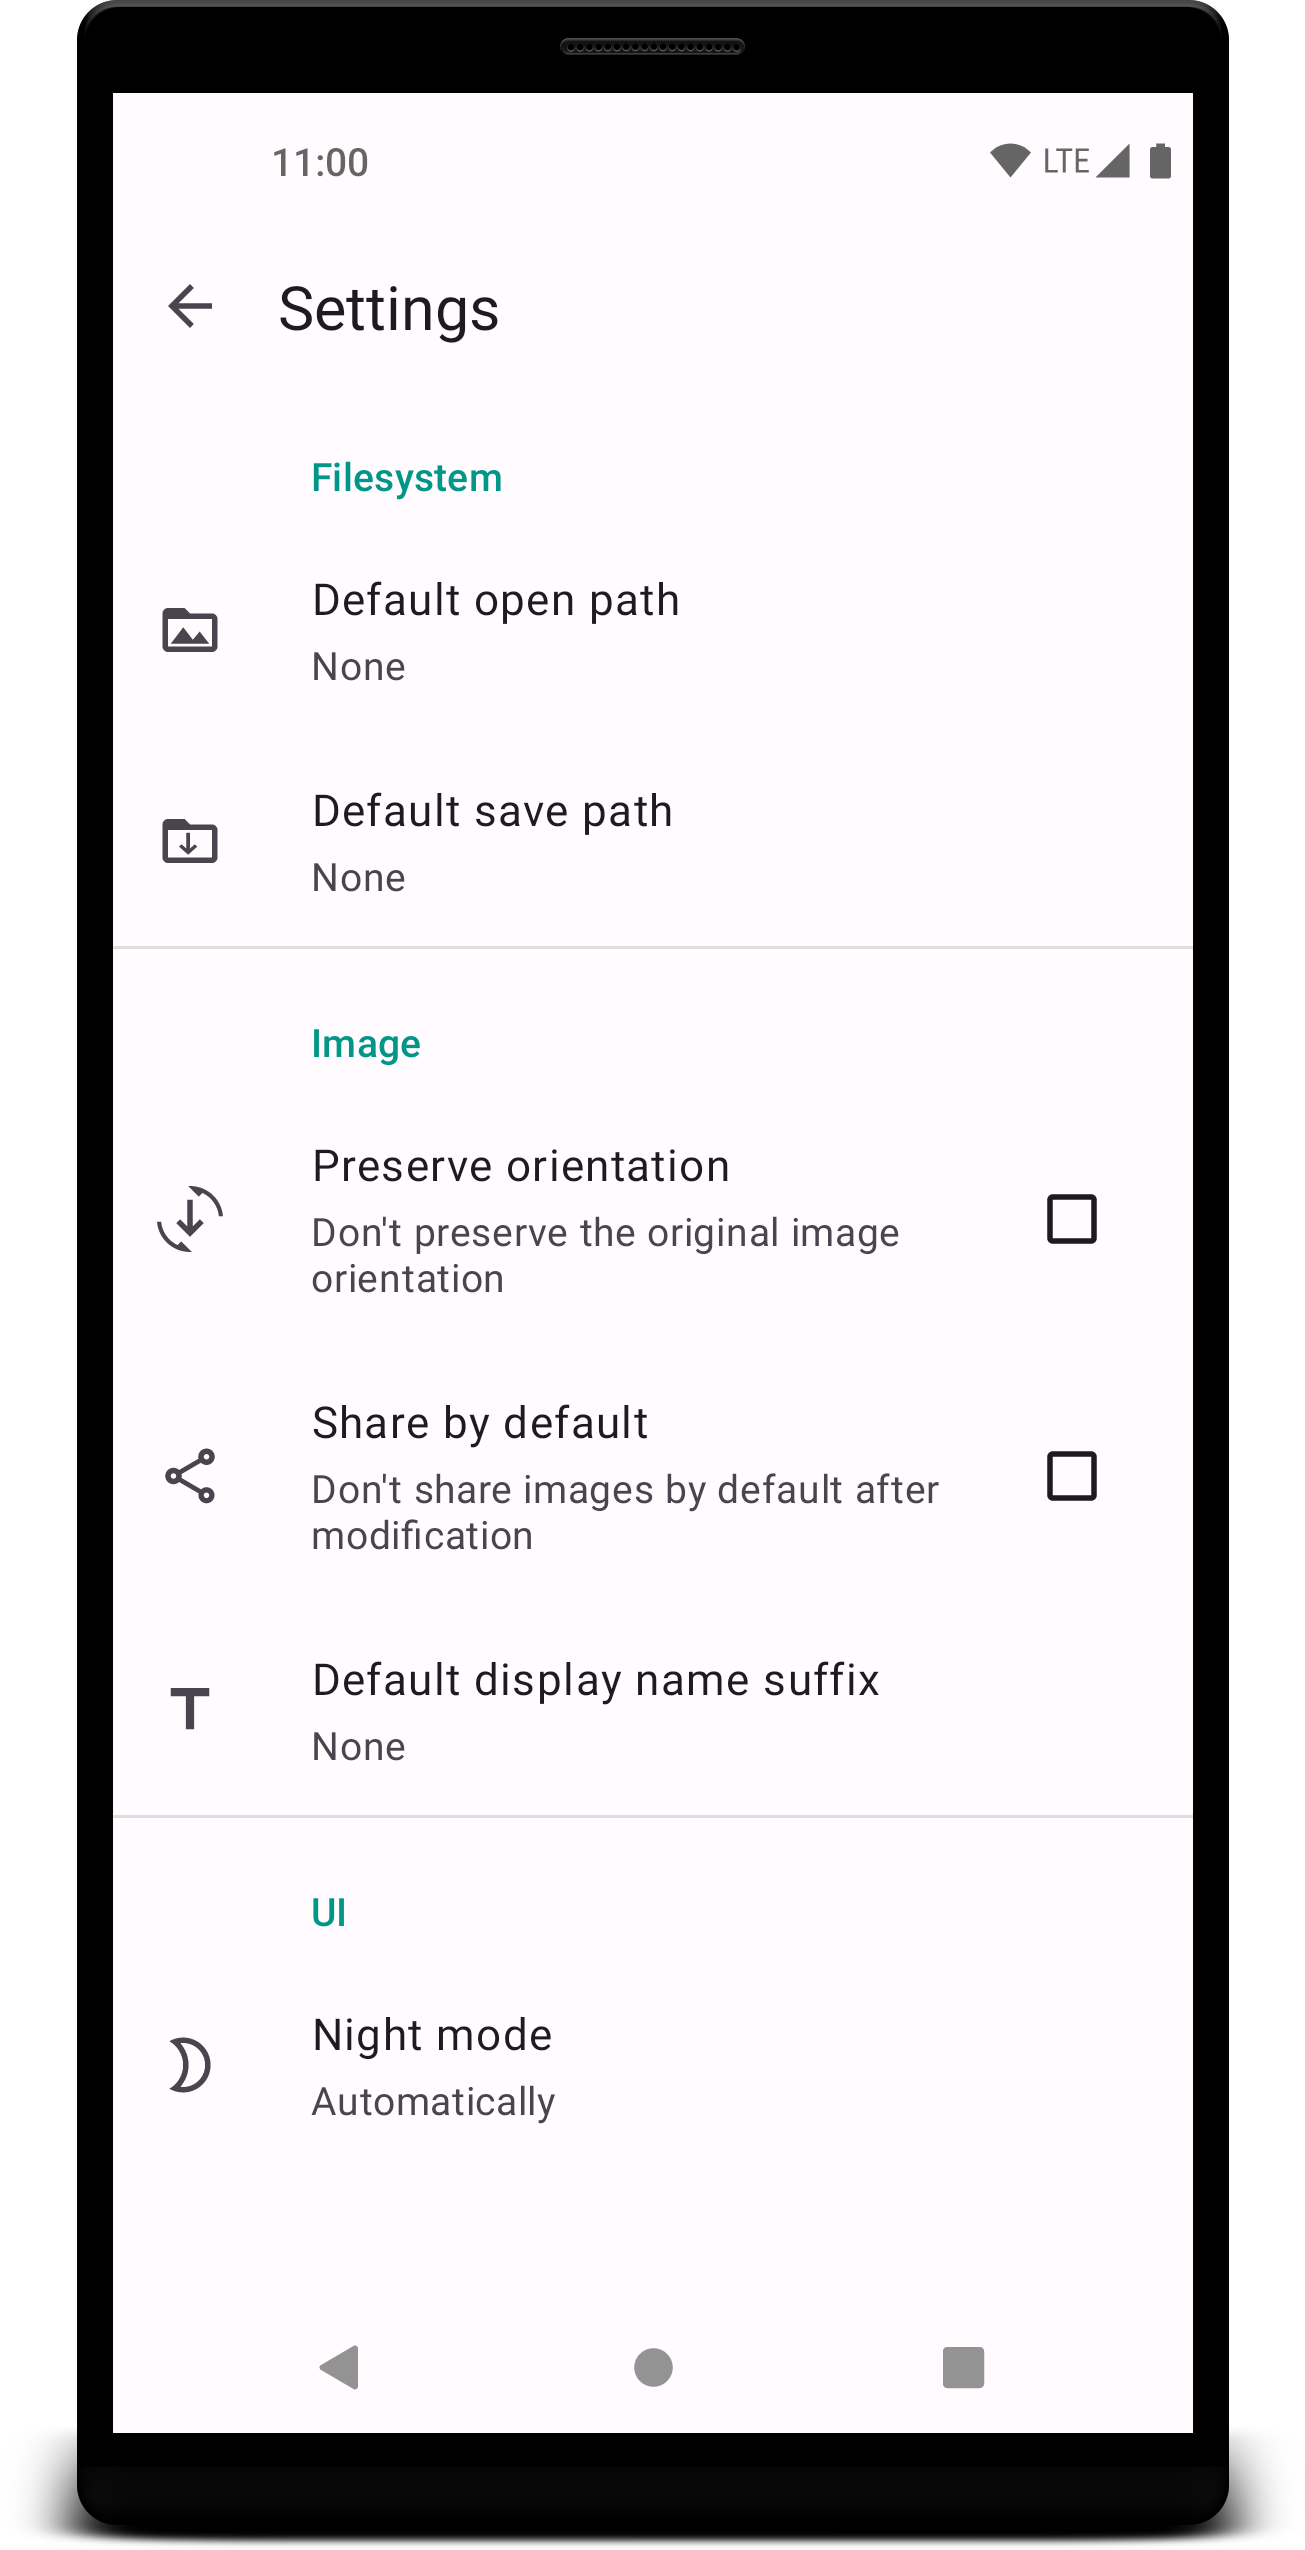 11:00 LTE
Settings
Filesystem
Default open path
None
Default save path
None
Image
Preserve orientation
Don't preserve the original image
orientation
Share by default
Don't share images by default after
modification
Default display name suffix
None
UI
Night mode
Automatically